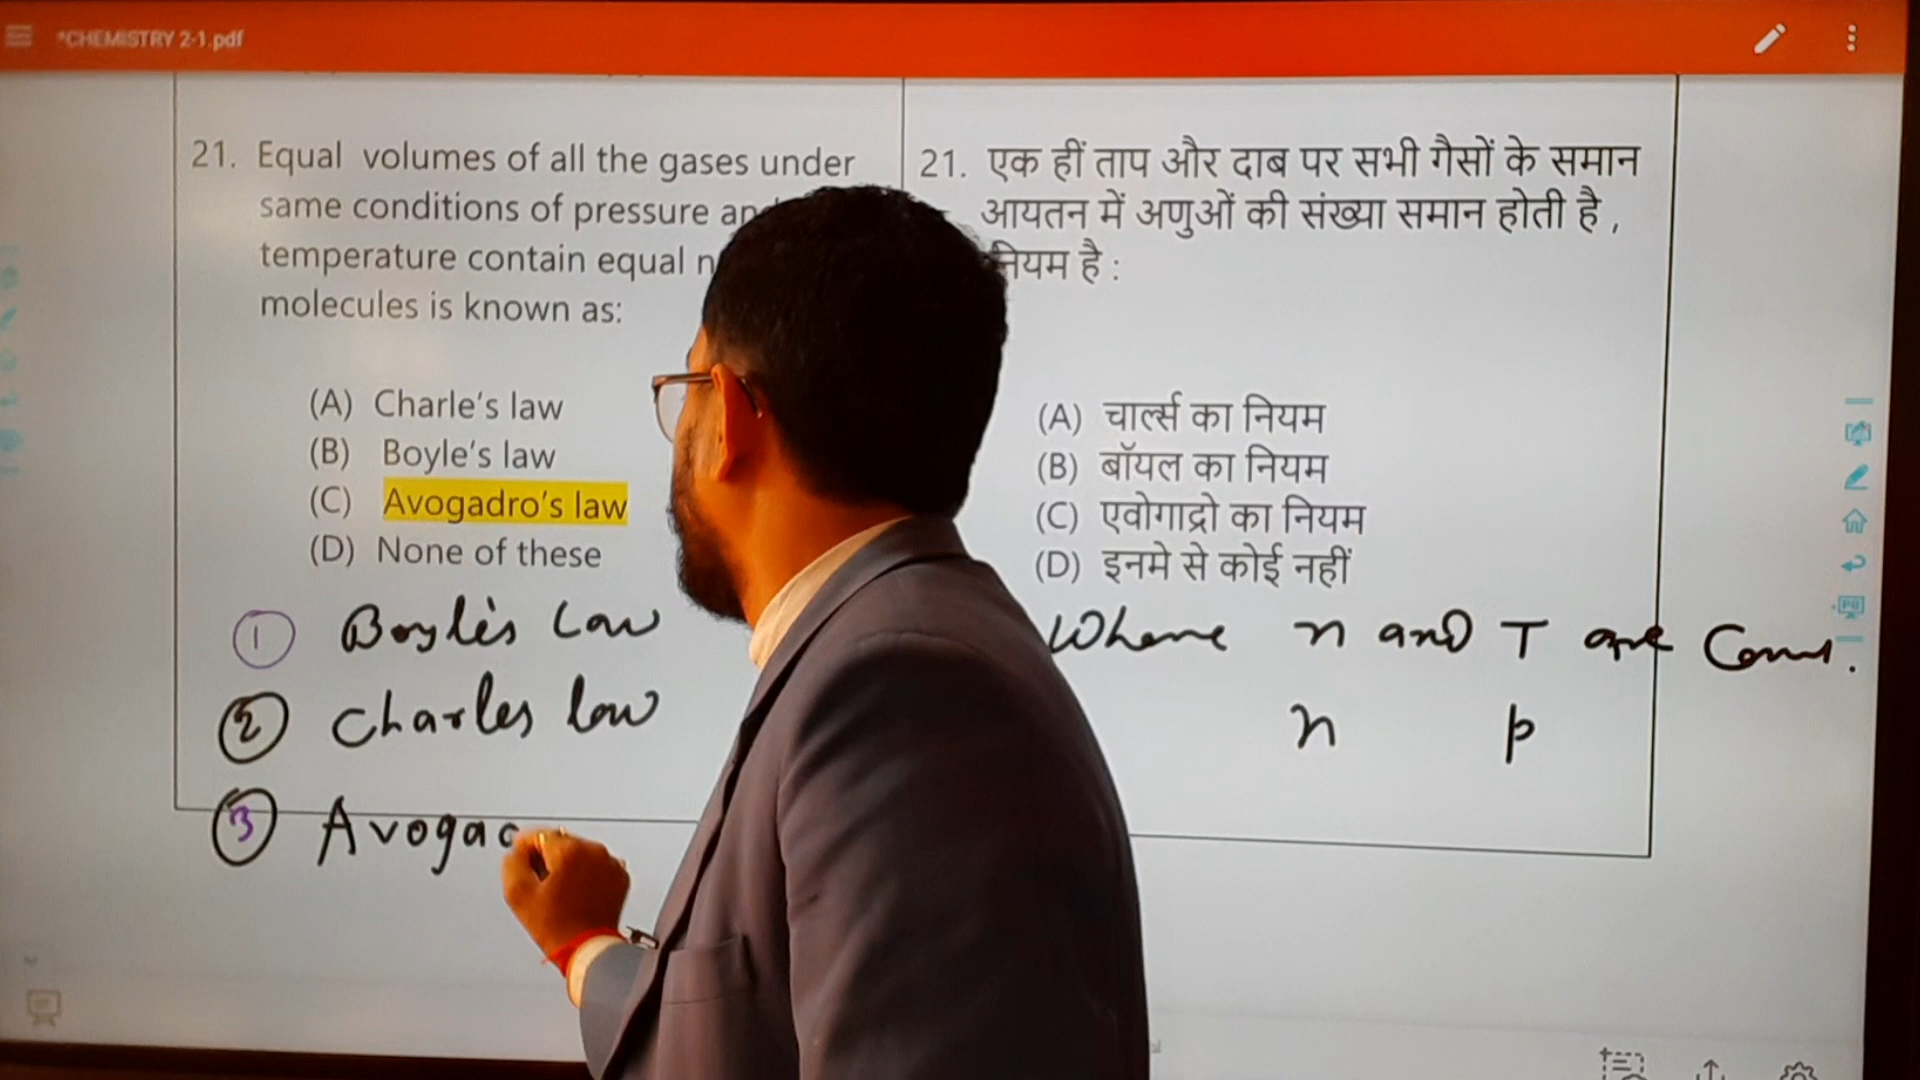 *CHEMISTRY 2-1.pdf
21. Equal volumes of all the gases under
same conditions of pressure
temperature contain equal
molecules is known as:
(A) Charle's law
(B) Boyle's law
(C) Avogadro's law
(D) None of these
21. एक हीं ताप और दाब पर सभी गैसों के समान
आयतन में अणुओं की संख्या समान होती है ,
नियम है :
(A) चार्ल्स का नियम
(B) बॉयल का नियम
(C) एवोगाद्रो का नियम
(D) इनमे से कोई नहीं
1 Boyle's Law Where n and T are Cons.
2 Charles law n p
3 Avogad